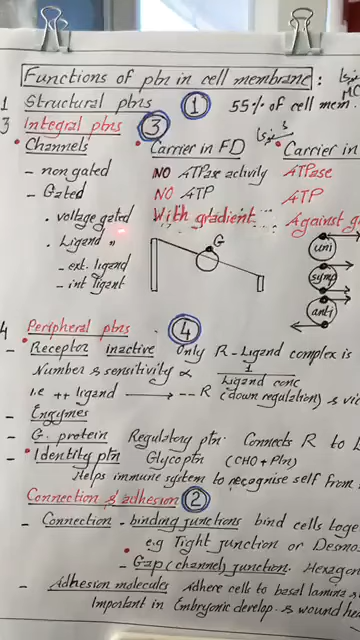 Functions of ptn in cell membrane:
1 Structural ptns ① 55% of cell mem.
3 Integral ptns ③
• Channels • Carrier in FD Carrier in
- non gated NO ATPase activity ATPase
- Gated NO ATP ATP
. voltage gated With gradient Against g
. Ligand " G uni
- ext. ligand symp
- int ligant anti
4 Peripheral ptns ④
- Receptor inactive Only R-Ligand complex is
Number & sensitivity ∝ 1/Ligand conc
i.e ++ ligand → -- R (down regulation) &
- Enzymes
- G. protein Regulatory ptn. Connects R to
- Identity ptn Glycoptn (CHO + Ptn)
Helps immune system to recognise self from
Connection & adhesion ②
- Connection - binding junctions bind cells toge
e.g Tight junction or Desmo
- Gap (channel) junction. Hexagon
- Adhesion molecules Adhere cells to basal lamina &
Important in Embryonic develop. & wound hea